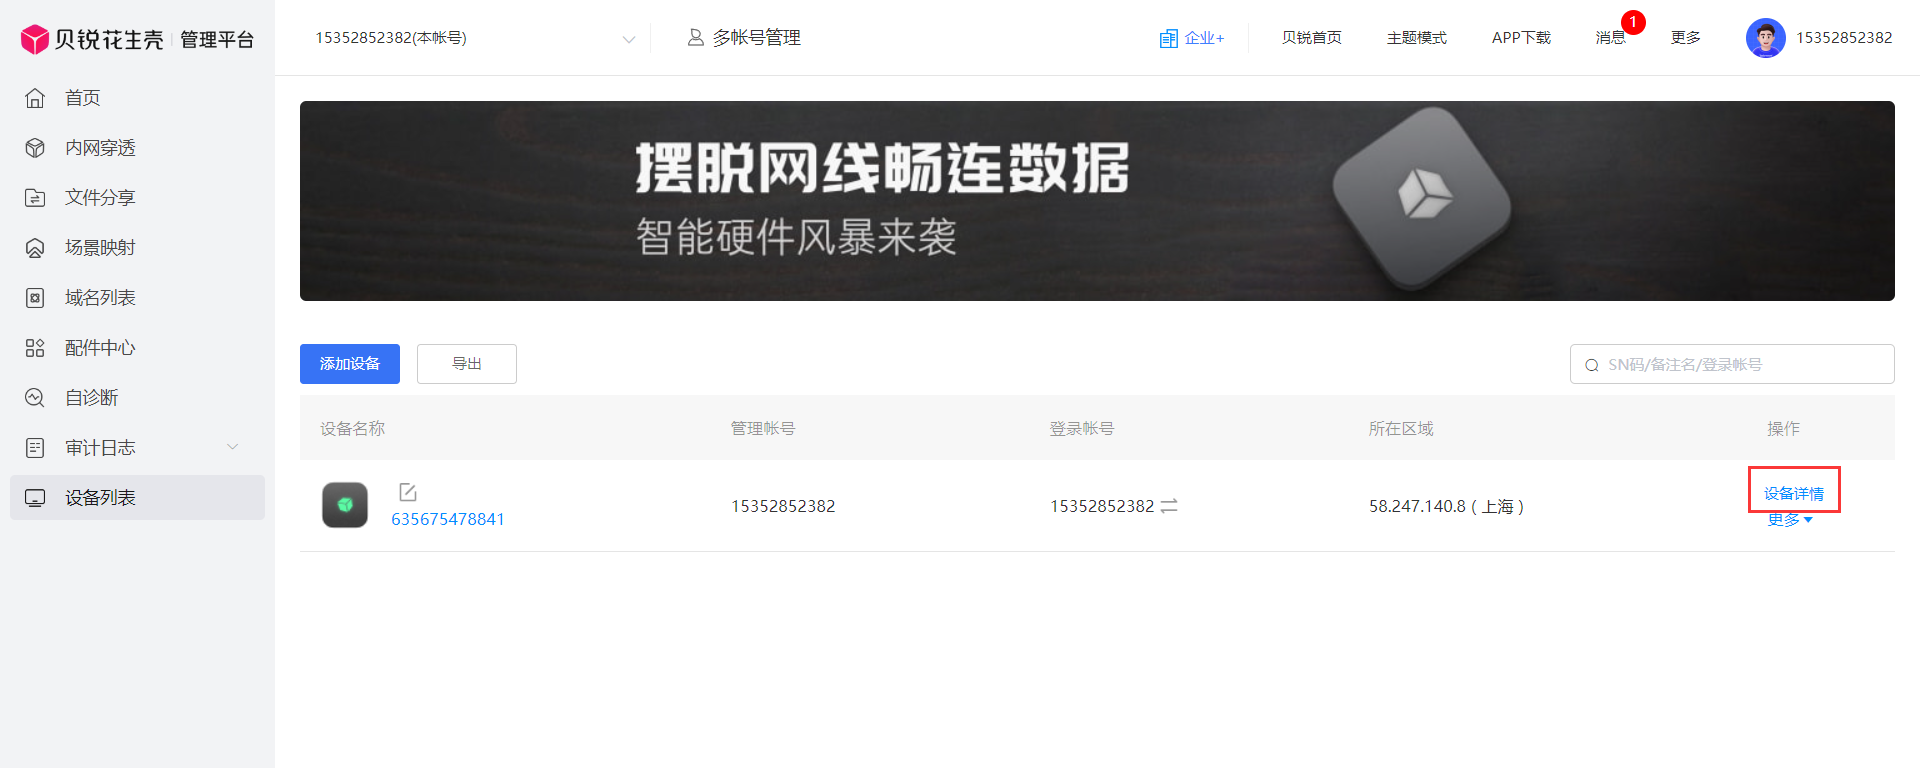 贝锐花生壳 管理平台
15352852382(本帐号)
多帐号管理
企业+
贝锐首页
主题模式
APP下载
消息
1
更多
15352852382
首页
内网穿透
文件分享
场景映射
域名列表
配件中心
自诊断
审计日志
设备列表
摆脱网线畅连数据
智能硬件风暴来袭
添加设备
导出
SN码/备注名/登录帐号
设备名称
管理帐号
登录帐号
所在区域
操作
635675478841
15352852382
15352852382
58.247.140.8 ( 上海 )
设备详情
更多